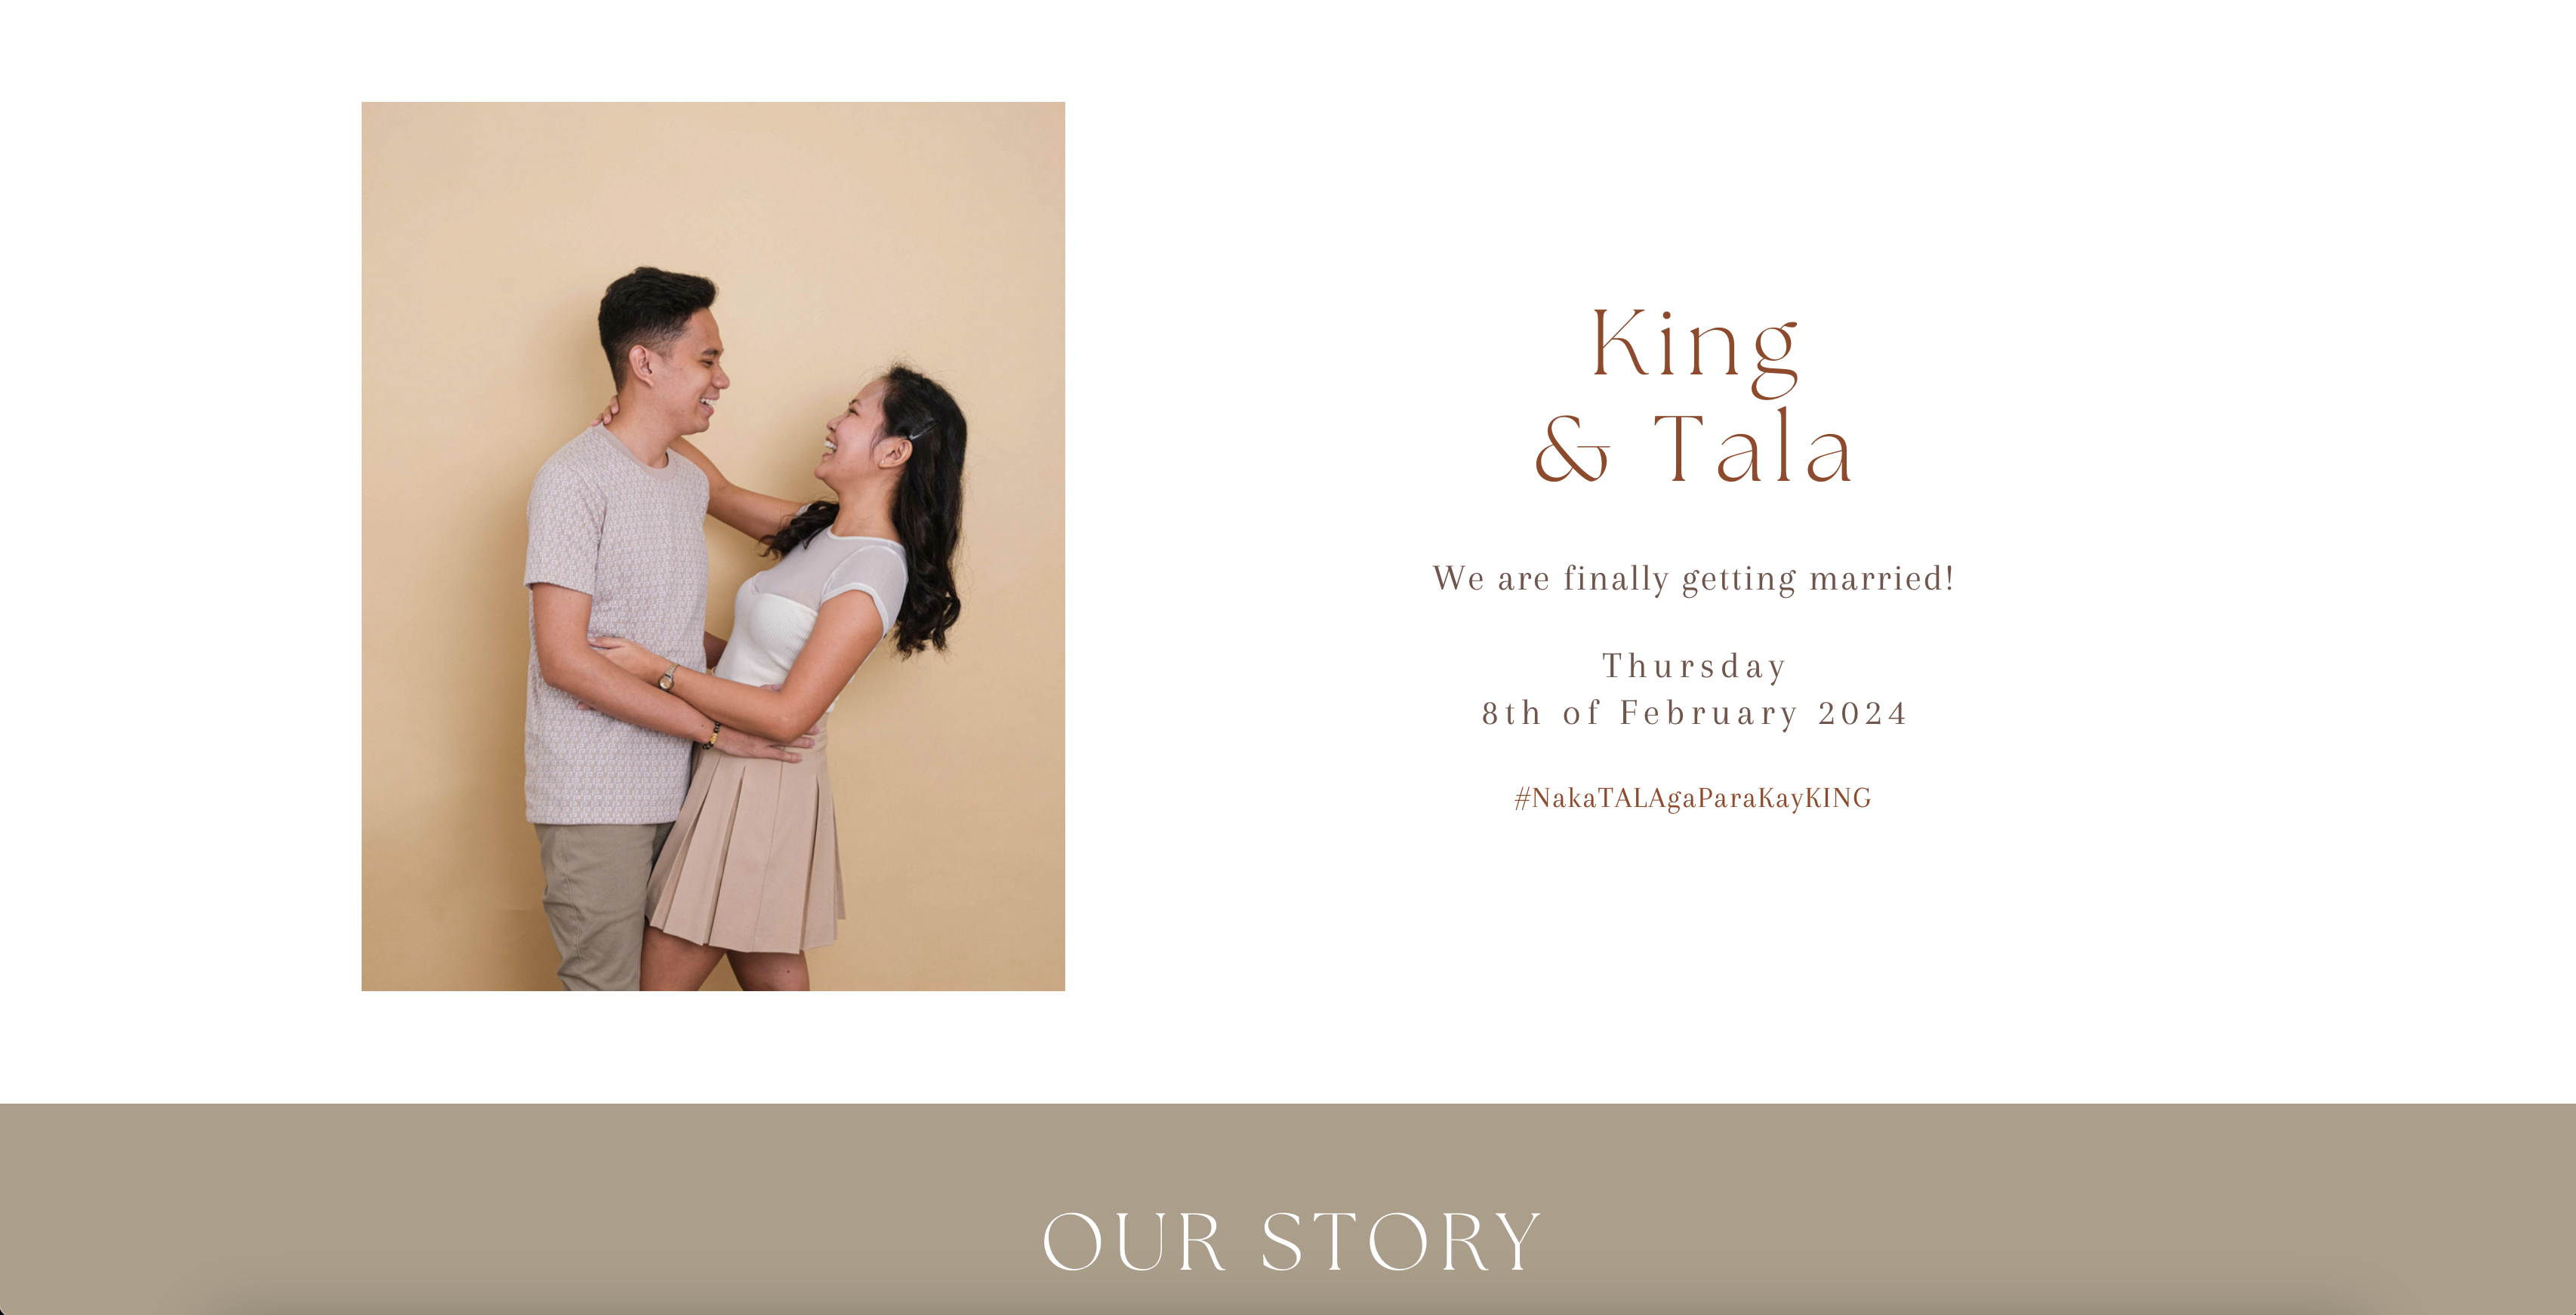 King
& Tala
We are finally getting married!
Thursday
8th of February 2024
#NakaTALAgaParaKayKING
OUR STORY